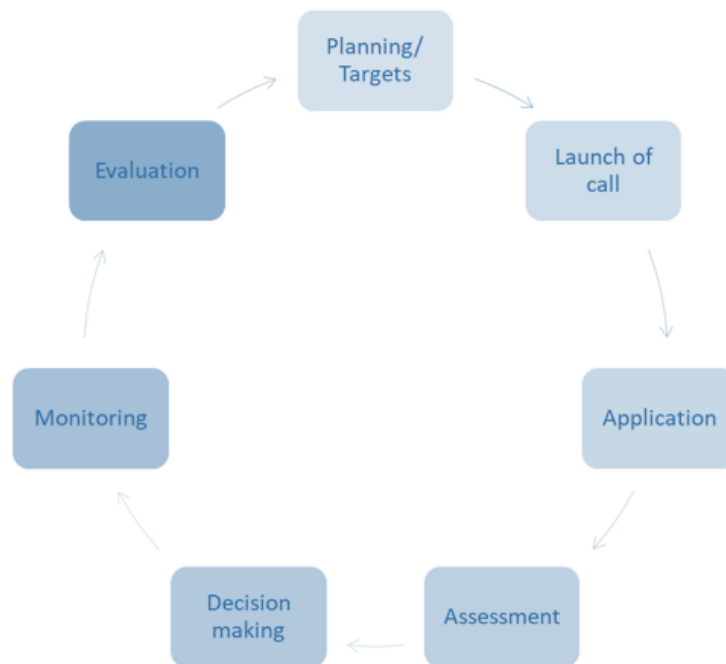 Planning/
Targets
Launch of
call
Application
Assessment
Decision
making
Monitoring
Evaluation